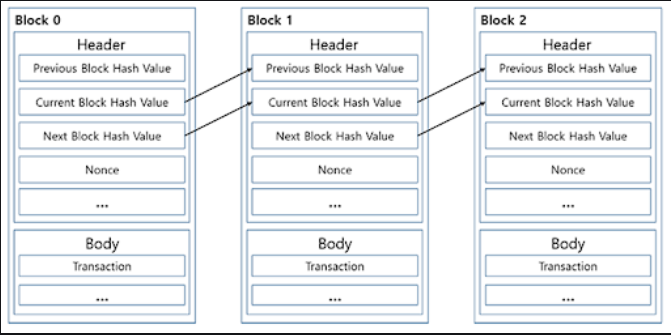 Block 0
Header
Previous Block Hash Value
Current Block Hash Value
Next Block Hash Value
Nonce
...
Body
Transaction
...
Block 1
Header
Previous Block Hash Value
Current Block Hash Value
Next Block Hash Value
Nonce
...
Body
Transaction
...
Block 2
Header
Previous Block Hash Value
Current Block Hash Value
Next Block Hash Value
Nonce
...
Body
Transaction
...